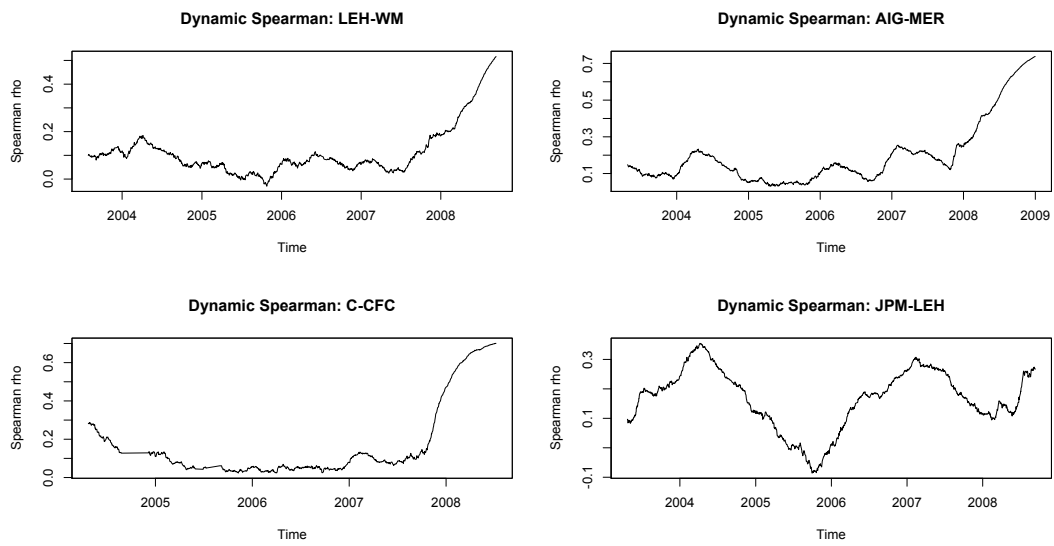 Dynamic Spearman: LEH-WM
Spearman rho
0.0 0.2 0.4
2004 2005 2006 2007 2008
Time
Dynamic Spearman: AIG-MER
Spearman rho
0.1 0.3 0.5 0.7
2004 2005 2006 2007 2008 2009
Time
Dynamic Spearman: C-CFC
Spearman rho
0.0 0.2 0.4 0.6
2005 2006 2007 2008
Time
Dynamic Spearman: JPM-LEH
Spearman rho
-0.1 0.1 0.3
2004 2005 2006 2007 2008
Time